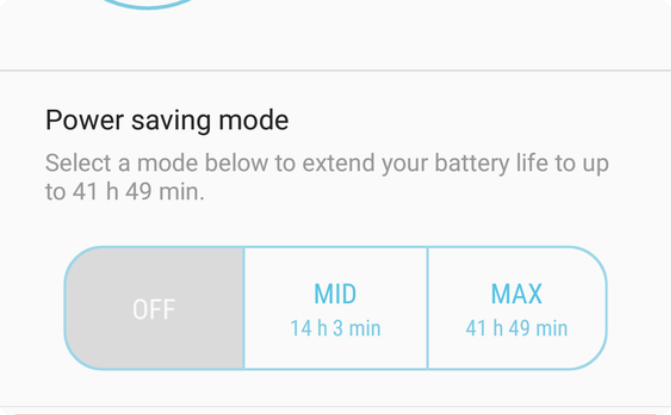 Power saving mode
Select a mode below to extend your battery life to up
to 41 h 49 min.
OFF
MID
14 h 3 min
MAX
41 h 49 min